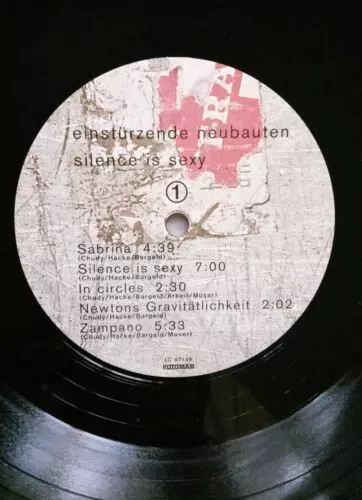 einstürzende neubauten
silence is sexy
1
Sabrina 4:39
(Chudy/Hacke/Bargeld)
Silence is sexy 7:00
(Chudy/Hacke/Bargeld)
In circles 2:30
(Chudy/Hacke/Bargeld/Arbeit/Moser)
Newtons Gravitätlichkeit 2:02
(Chudy/Hacke/Bargeld)
Zampano 5:33
(Chudy/Hacke/Bargeld/Moser)
POTOMAK